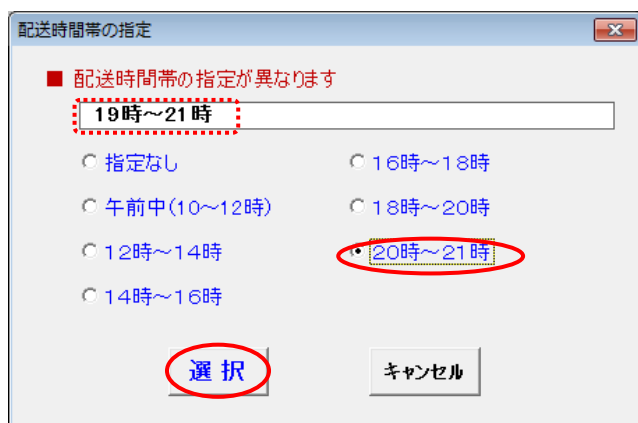 配送時間帯の指定
■ 配送時間帯の指定が異なります
19時～21時
指定なし
16時～18時
午前中(10～12時)
18時～20時
12時～14時
20時～21時
14時～16時
選択
キャンセル